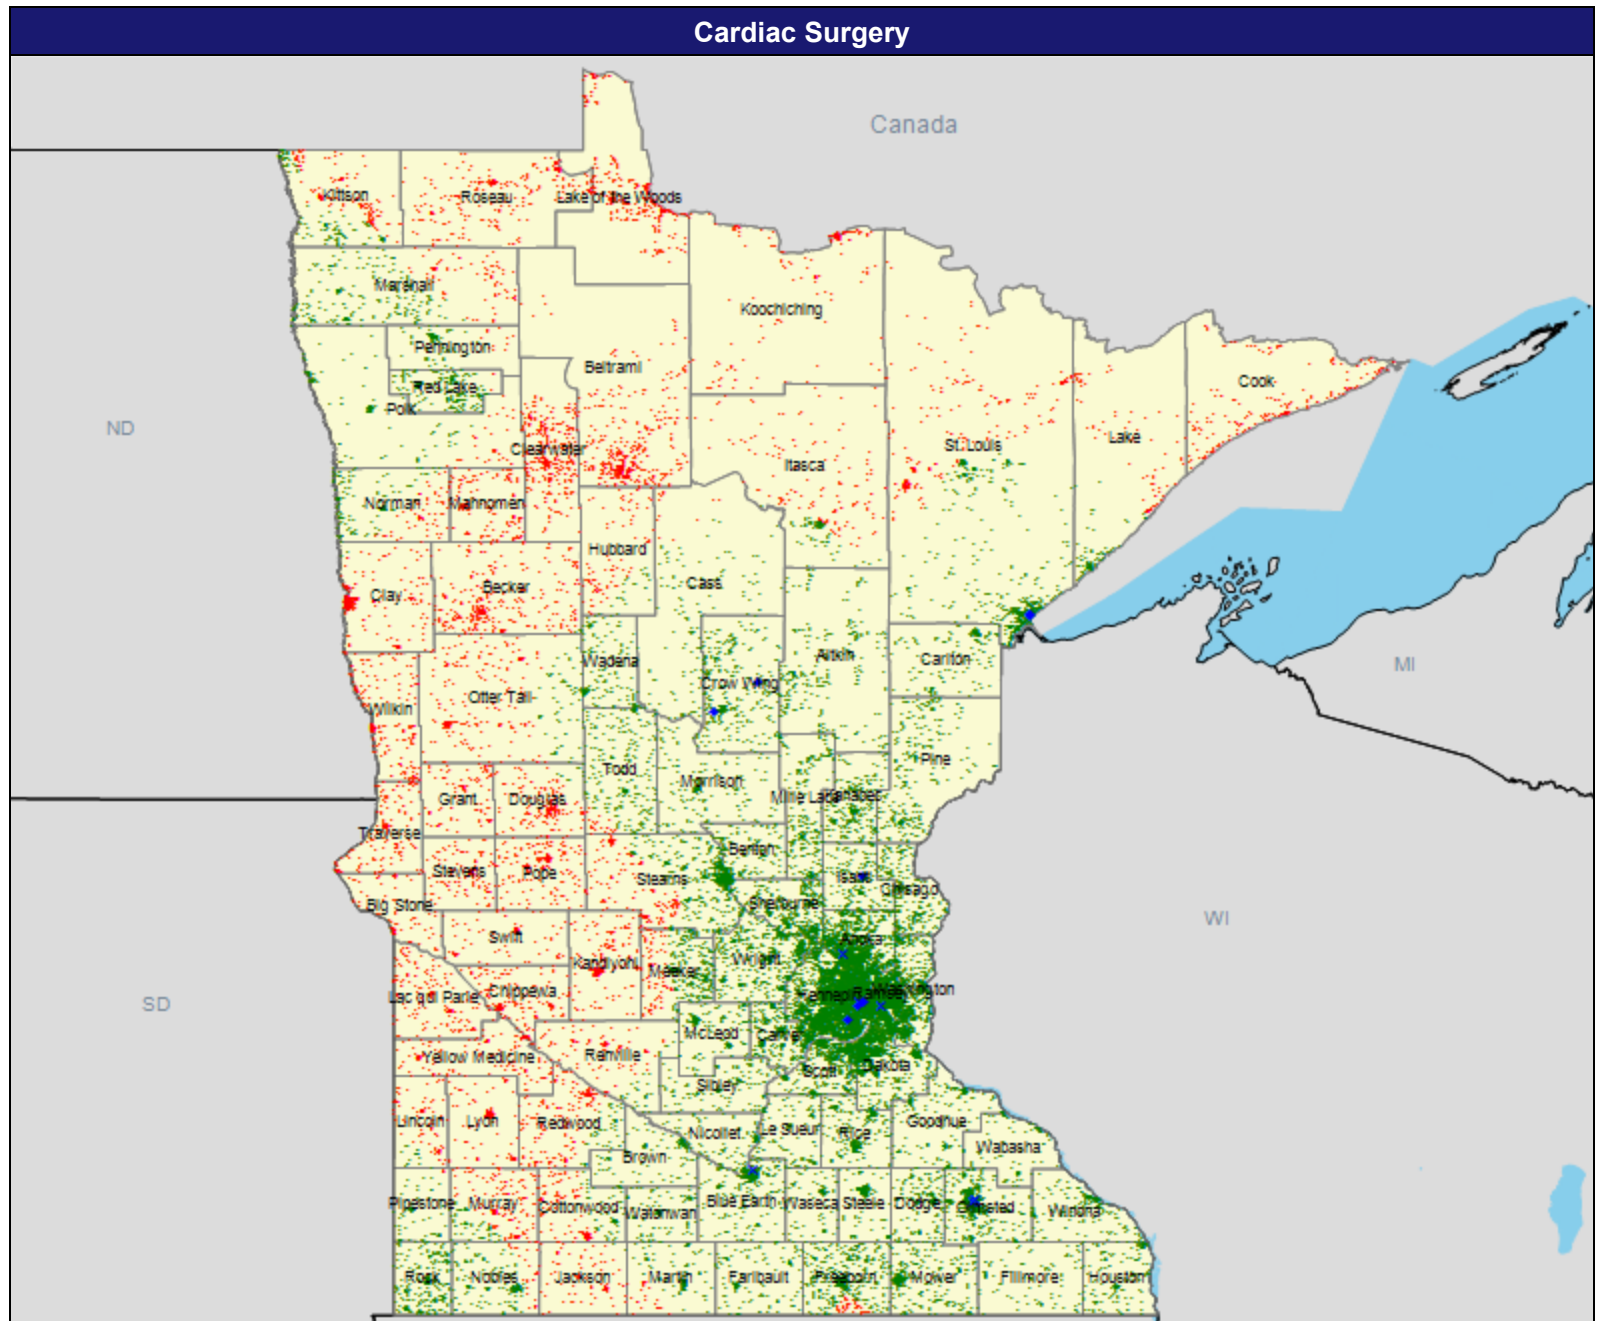 Cardiac Surgery
Canada
Kittson
Roseau
Lake of the Woods
Marshall
Koochiching
Pennington
Beltrami
Red Lake
Cook
Polk
ND
Lake
Clearwater
St. Louis
Itasca
Norman
Mahnomen
Hubbard
Cass
Becker
Clay
Wadena
Aitkin
Carlton
MI
Crow Wing
Otter Tail
Wilkin
Pine
Todd
Morrison
Mille Lacs
Kanabec
Grant
Douglas
Traverse
Benton
Stevens
Pope
Stearns
Isanti
Chisago
Big Stone
Sherburne
WI
Swift
Anoka
Wright
Kandiyohi
Meeker
Lac qui Parle
Chippewa
Hennepin
Ramsey
Washington
SD
McLeod
Carver
Yellow Medicine
Renville
Scott
Dakota
Sibley
Lincoln
Lyon
Redwood
Nicollet
Le Sueur
Rice
Goodhue
Wabasha
Brown
Pipestone
Murray
Cottonwood
Watonwan
Blue Earth
Waseca
Steele
Dodge
Olmsted
Winona
Rock
Nobles
Jackson
Martin
Faribault
Freeborn
Mower
Fillmore
Houston